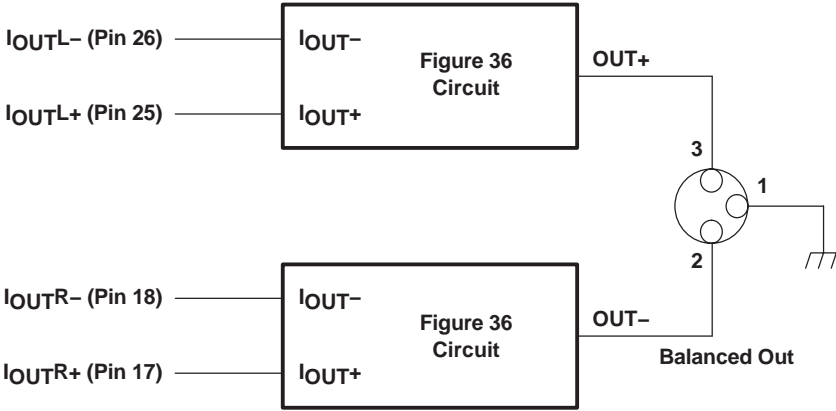 IOUTL– (Pin 26)
IOUT–
Figure 36
Circuit
OUT+
IOUTL+ (Pin 25)
IOUT+
3
1
2
IOUTR– (Pin 18)
IOUT–
Figure 36
Circuit
OUT–
Balanced Out
IOUTR+ (Pin 17)
IOUT+